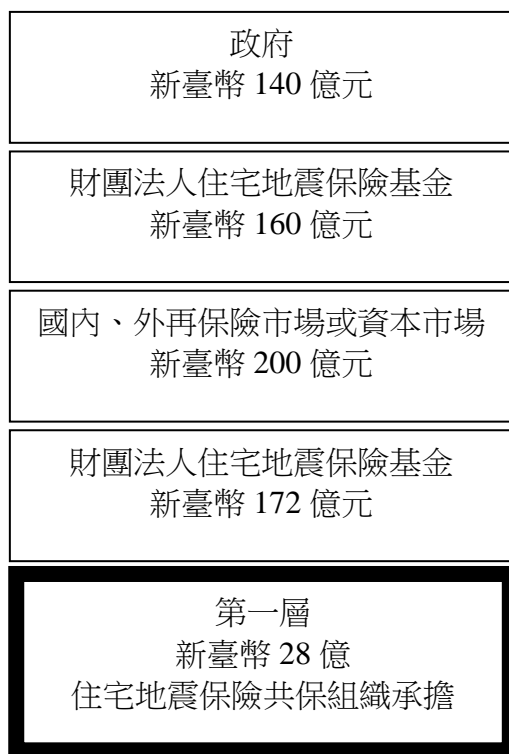 政府
新臺幣 140 億元
財團法人住宅地震保險基金
新臺幣 160 億元
國內、外再保險市場或資本市場
新臺幣 200 億元
財團法人住宅地震保險基金
新臺幣 172 億元
第一層
新臺幣 28 億
住宅地震保險共保組織承擔